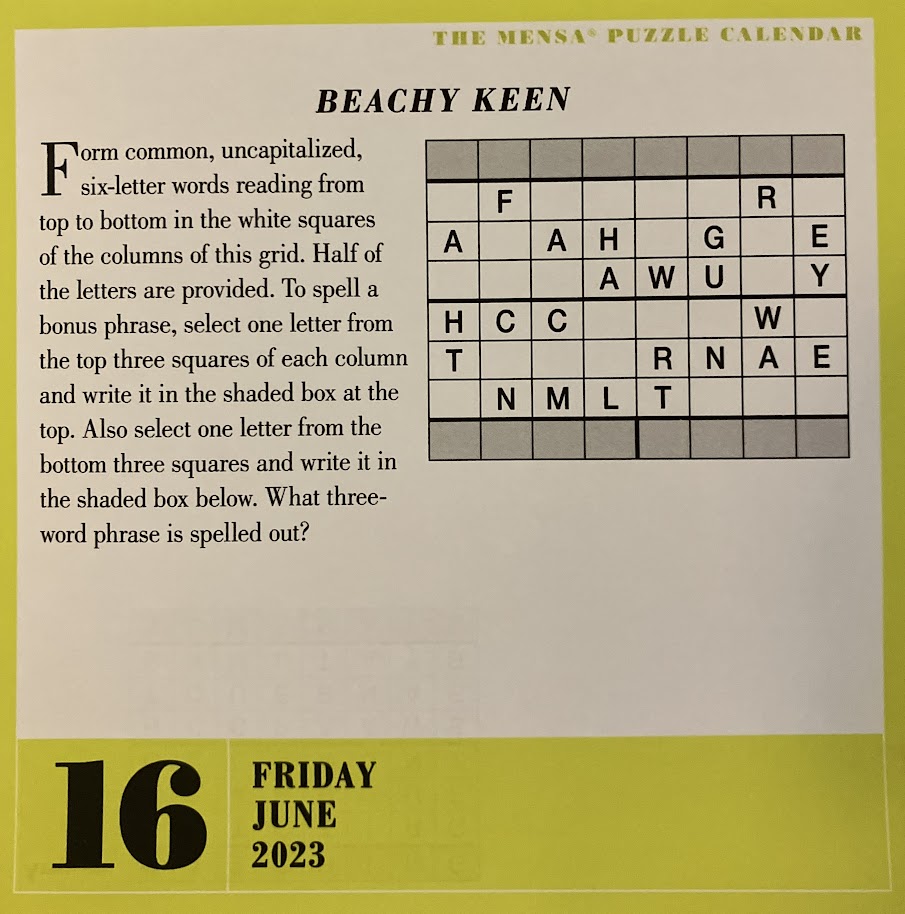 THE MENSA® PUZZLE CALENDAR
BEACHY KEEN
Form common, uncapitalized,
six-letter words reading from
top to bottom in the white squares
of the columns of this grid. Half of
the letters are provided. To spell a
bonus phrase, select one letter from
the top three squares of each column
and write it in the shaded box at the
top. Also select one letter from the
bottom three squares and write it in
the shaded box below. What three-
word phrase is spelled out?
F R
A A H G E
A W U Y
H C C W
T R N A E
N M L T
16
FRIDAY
JUNE
2023